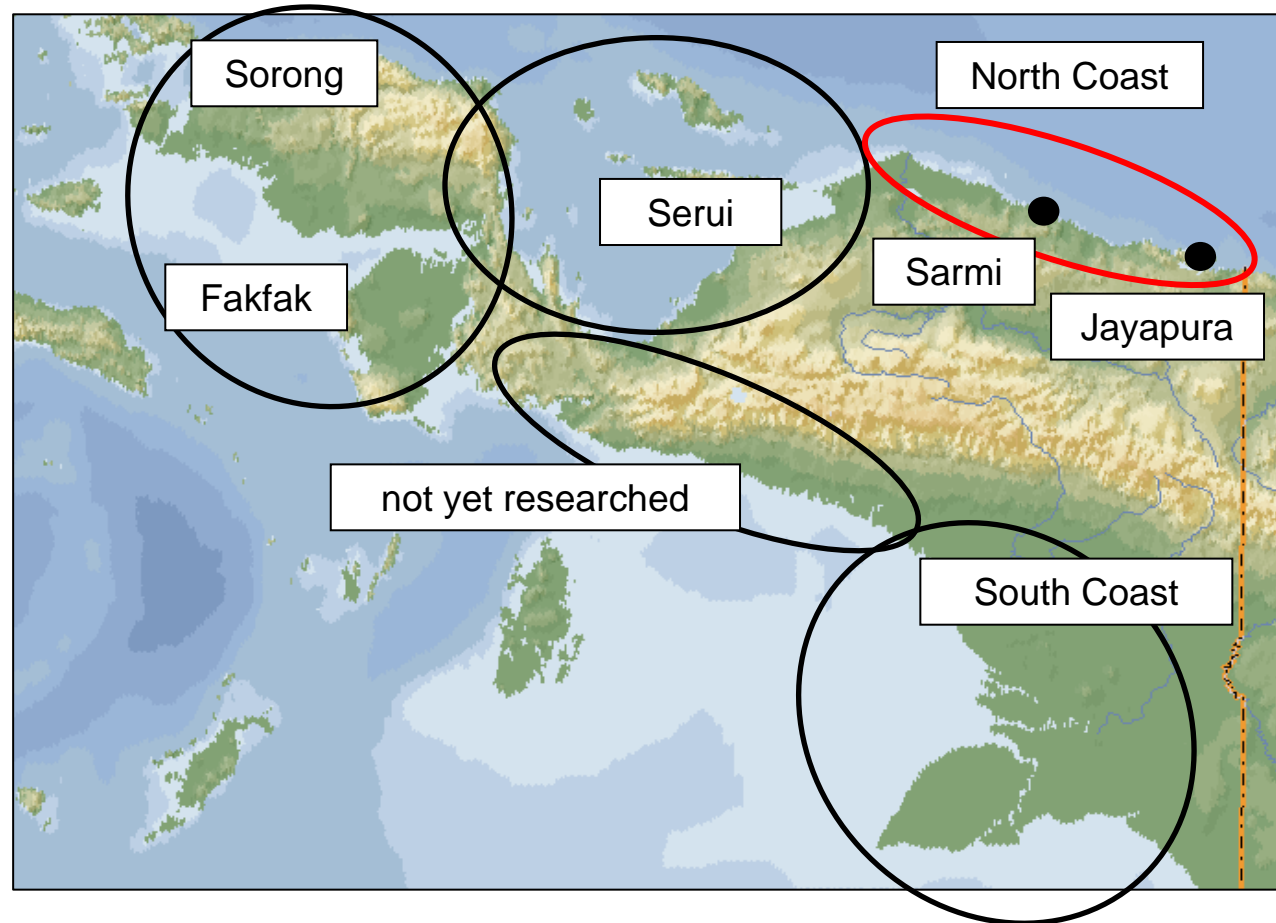 Sorong
North Coast
Serui
Sarmi
Fakfak
Jayapura
not yet researched
South Coast